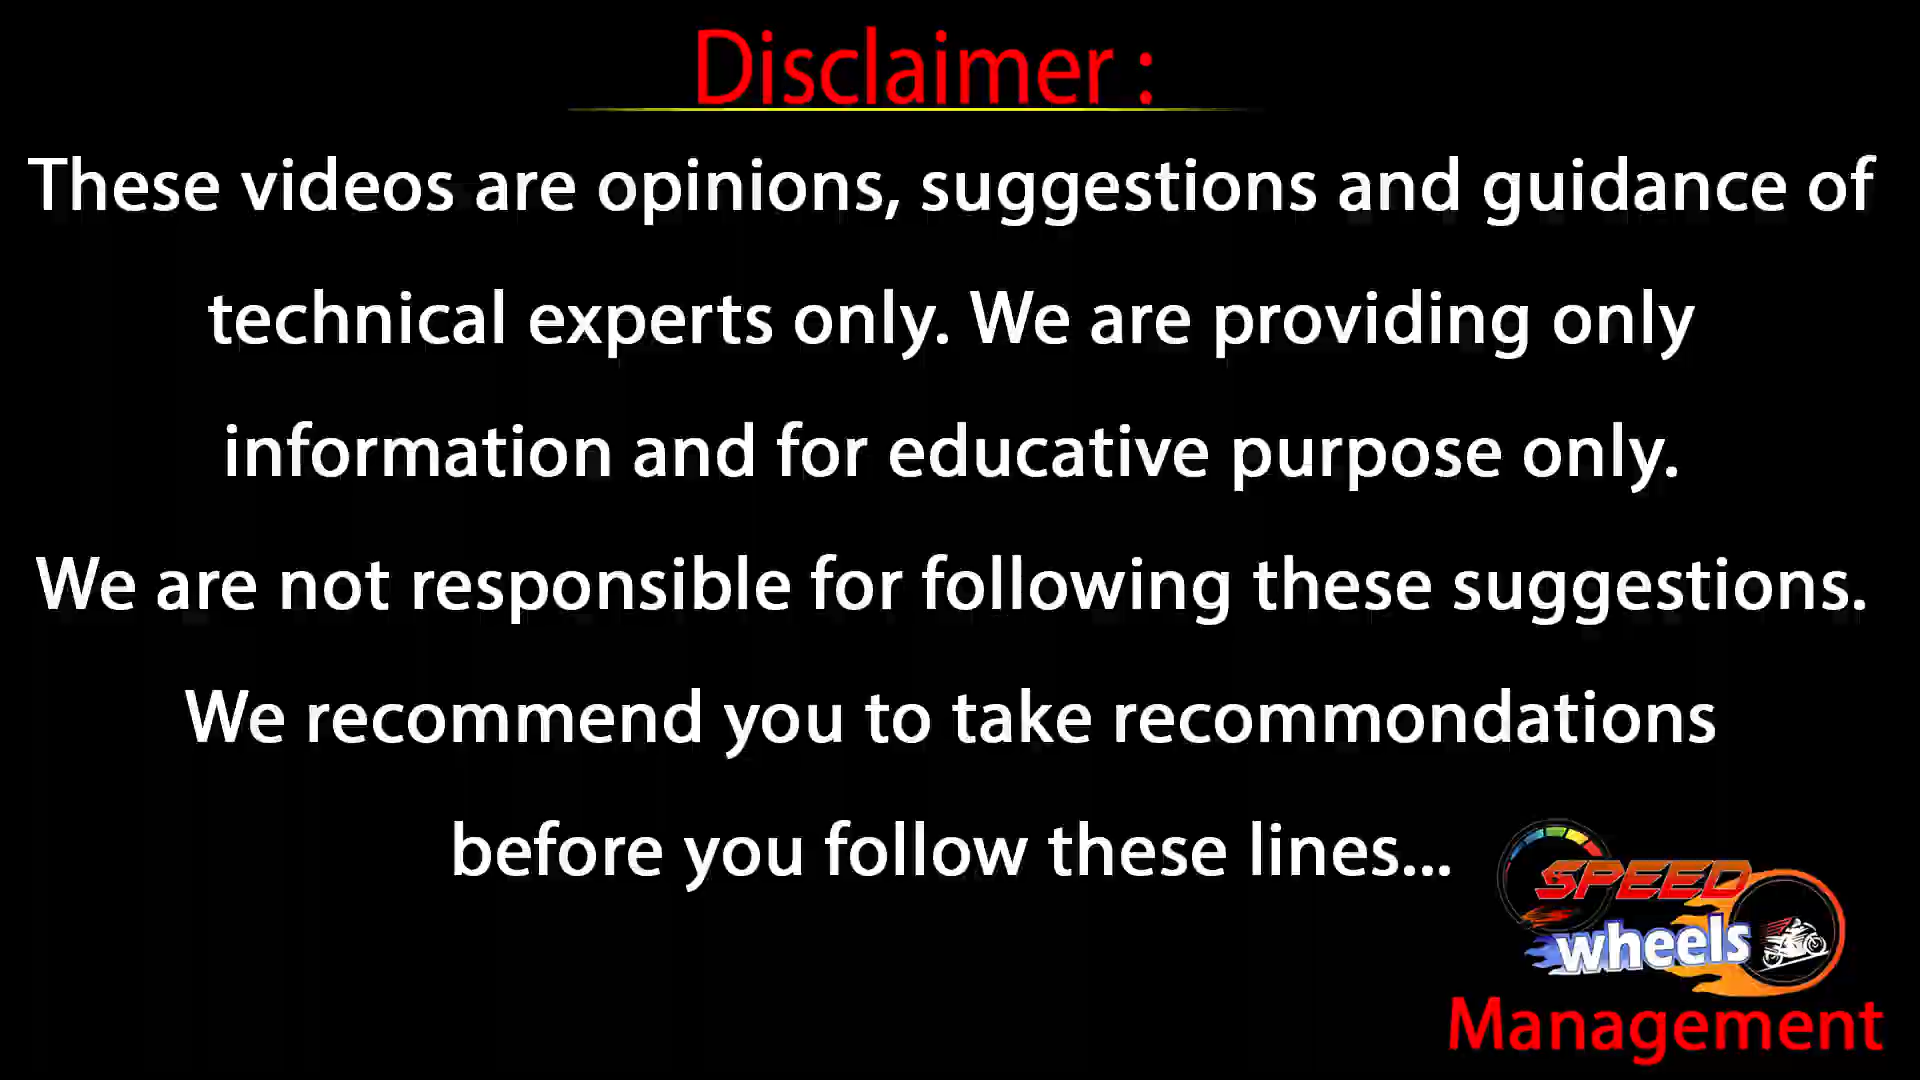 Disclaimer :
These videos are opinions, suggestions and guidance of
technical experts only. We are providing only
information and for educative purpose only.
We are not responsible for following these suggestions.
We recommend you to take recommondations
before you follow these lines...
SPEED
wheels
Management